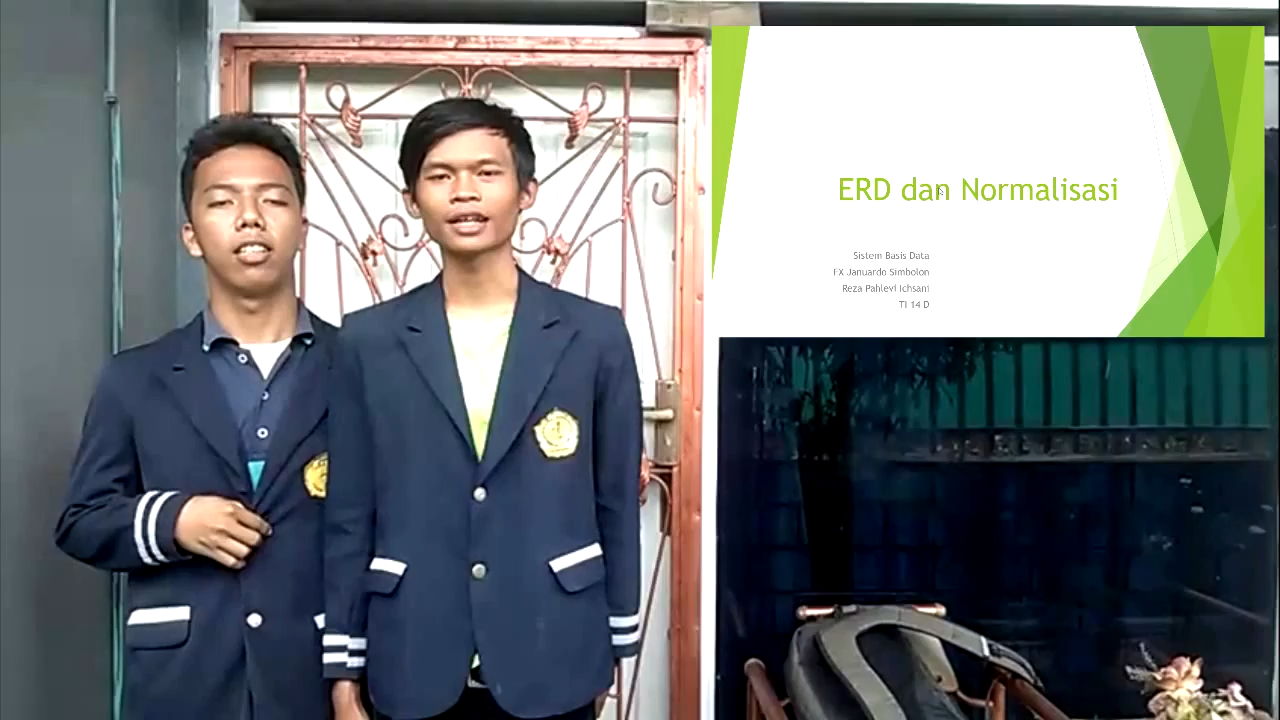 ERD dan Normalisasi
Sistem Basis Data
FX Januardo Simbolon
Reza Pahlevi Ichsani
TI 14 D